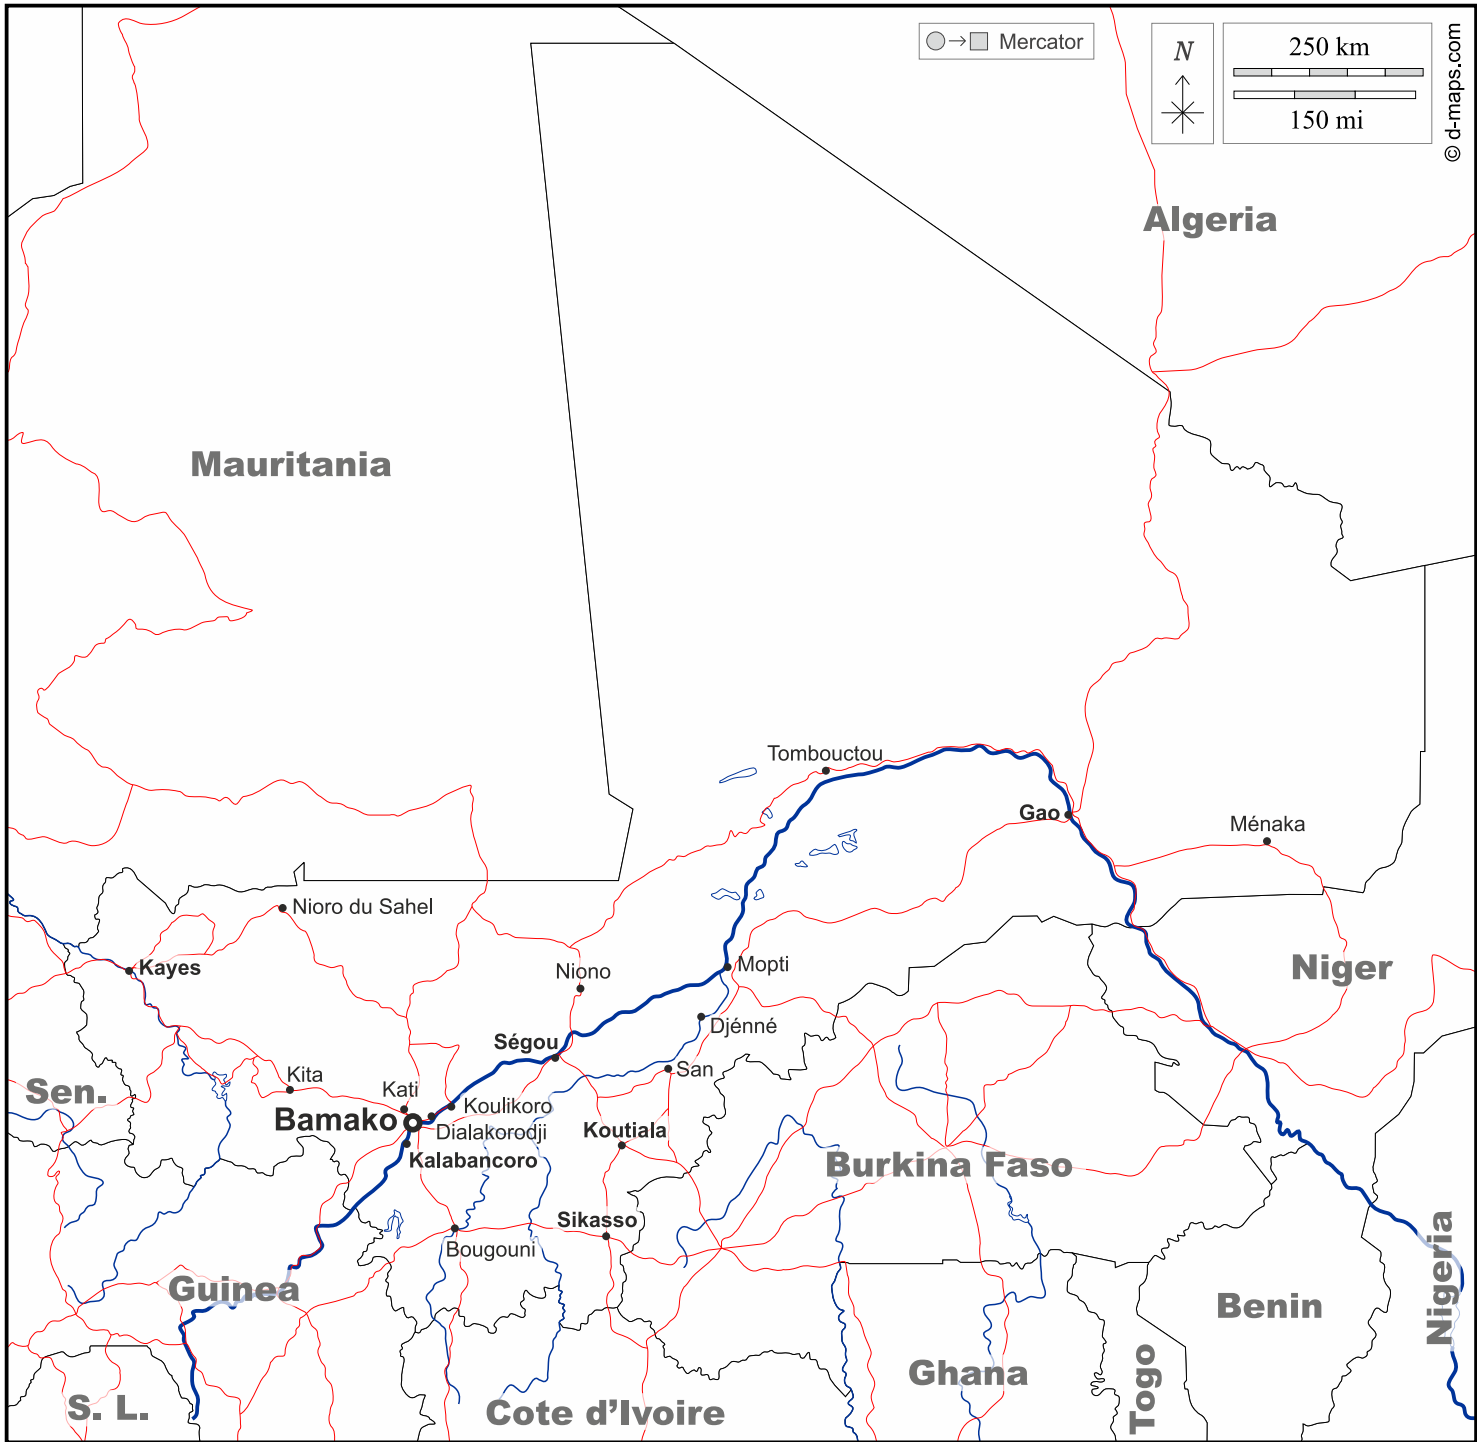 Mercator
N
250 km
150 mi
© d-maps.com
Algeria
Mauritania
Tombouctou
Gao
Ménaka
Nioro du Sahel
Kayes
Mopti
Niger
Niono
Djénné
Ségou
San
Sen.
Kita
Kati
Koulikoro
Bamako
Dialakorodji
Koutiala
Kalabancoro
Burkina Faso
Sikasso
Bougouni
Guinea
Benin
Nigeria
Ghana
Togo
S. L.
Cote d'Ivoire